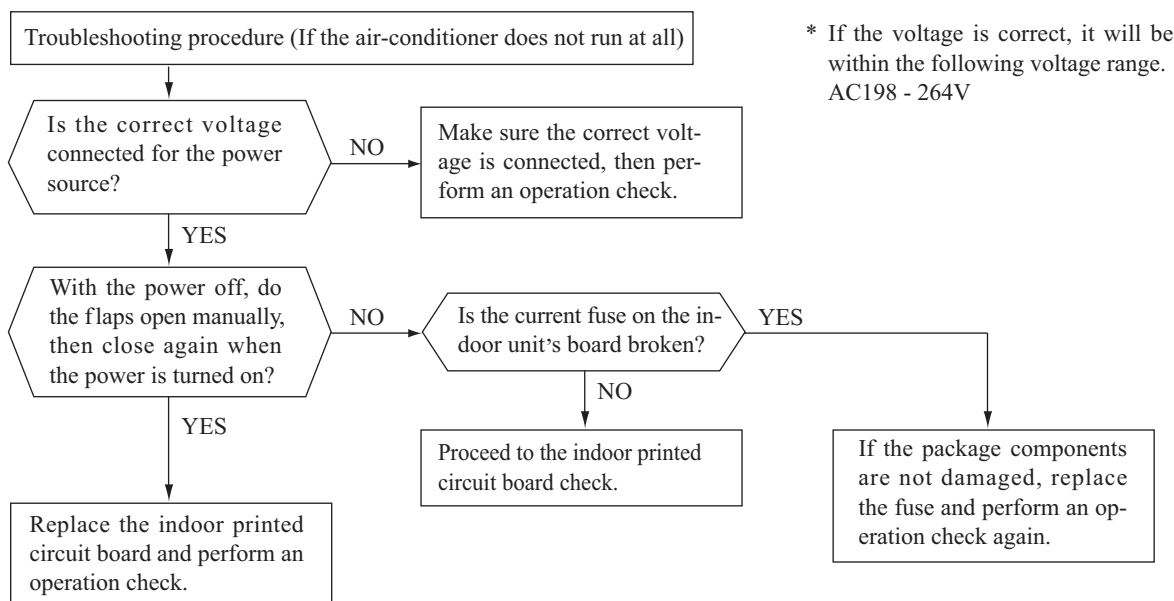 Troubleshooting procedure (If the air-conditioner does not run at all)
* If the voltage is correct, it will be
within the following voltage range.
AC198 - 264V
Is the correct voltage
connected for the power
source?
NO
Make sure the correct volt-
age is connected, then per-
form an operation check.
YES
With the power off, do
the flaps open manually,
then close again when
the power is turned on?
NO
Is the current fuse on the in-
door unit's board broken?
YES
NO
YES
Proceed to the indoor printed
circuit board check.
If the package components
are not damaged, replace
the fuse and perform an op-
eration check again.
Replace the indoor printed
circuit board and perform an
operation check.